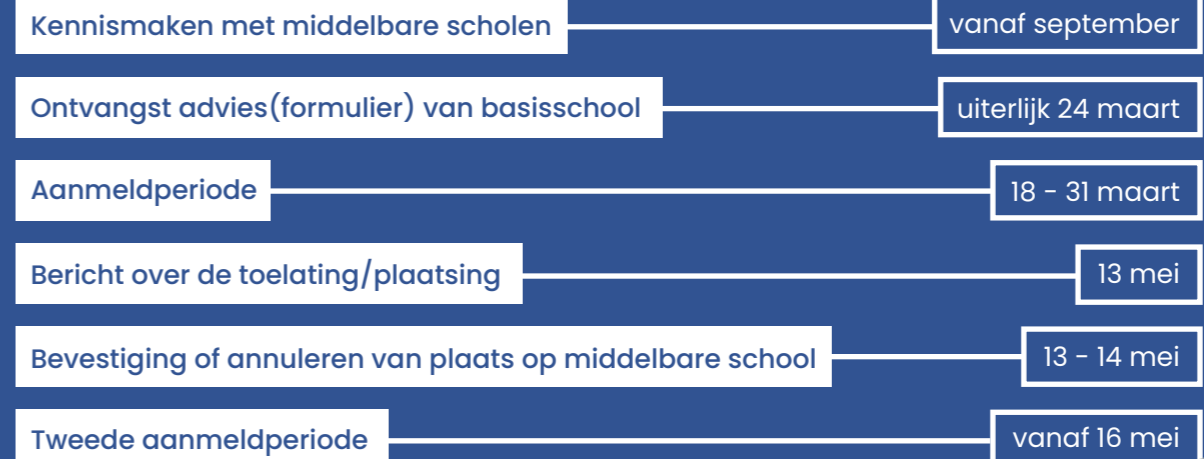 Kennismaken met middelbare scholen vanaf september
Ontvangst advies(formulier) van basisschool uiterlijk 24 maart
Aanmeldperiode 18 - 31 maart
Bericht over de toelating/plaatsing 13 mei
Bevestiging of annuleren van plaats op middelbare school 13 - 14 mei
Tweede aanmeldperiode vanaf 16 mei